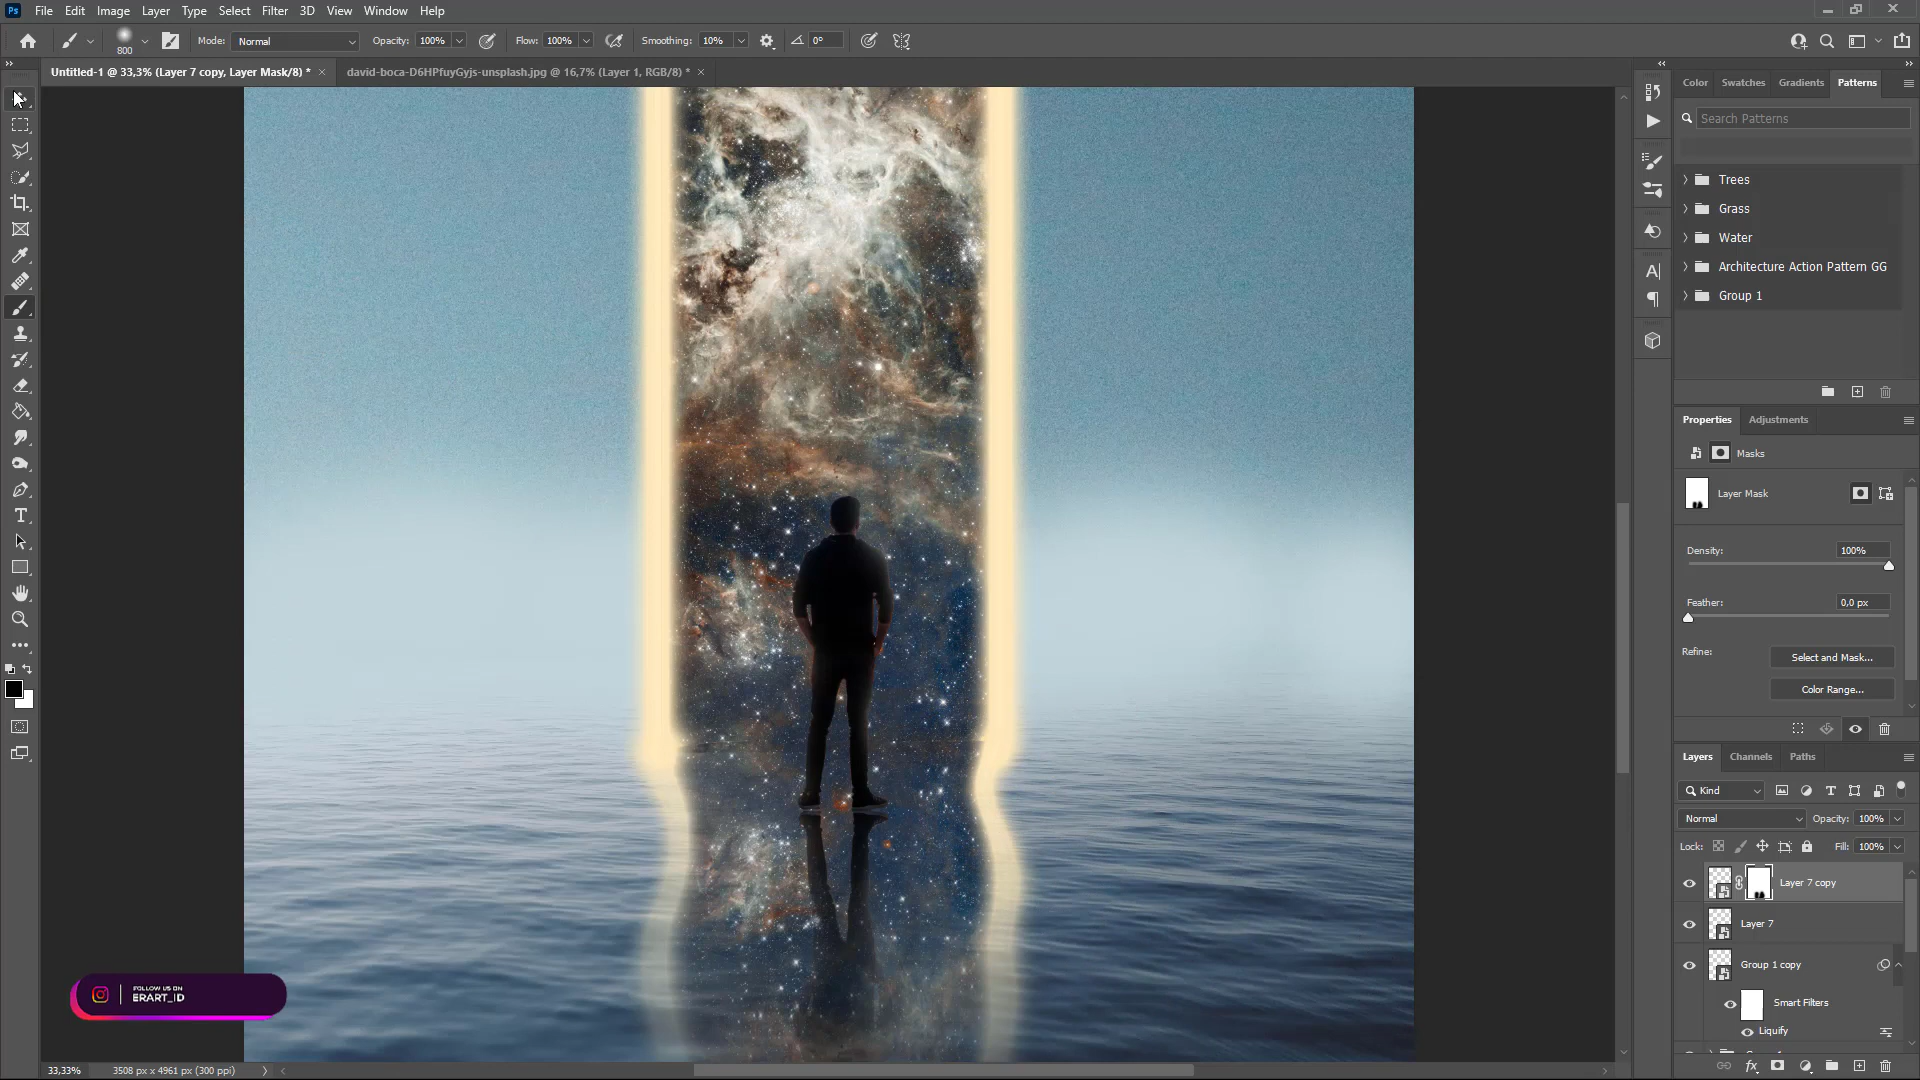 Ps File Edit Image Layer Type Select Filter 3D View Window Help
800 Mode: Normal Opacity: 100% Flow: 100% Smoothing: 10% 0°
Untitled-1 @ 33,3% (Layer 7 copy, Layer Mask/8) * × david-boca-D6HPfuyGyjs-unsplash.jpg @ 16,7% (Layer 1, RGB/8) * ×
Color Swatches Gradients Patterns
Search Patterns
Trees
Grass
Water
Architecture Action Pattern GG
Group 1
Properties Adjustments
Masks
Layer Mask
Density: 100%
Feather: 0,0 px
Refine: Select and Mask...
Color Range...
Layers Channels Paths
Kind
Normal Opacity: 100%
Lock: Fill: 100%
Layer 7 copy
Layer 7
Group 1 copy
Smart Filters
Liquify
FOLLOW US ON
ERART_ID
33,33% 3508 px x 4961 px (300 ppi)